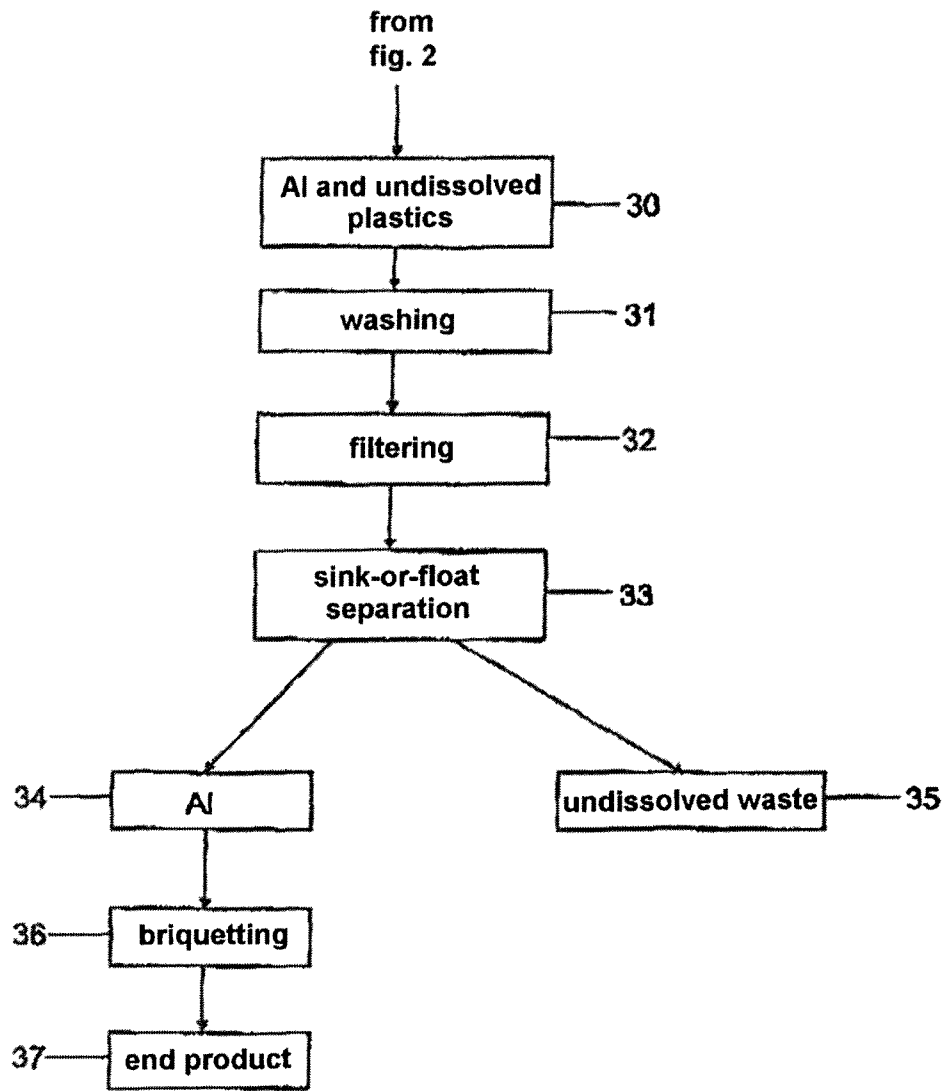 from
fig. 2
Al and undissolved
plastics
30
washing
31
filtering
32
sink-or-float
separation
33
34
Al
undissolved waste
35
36
briquetting
37
end product